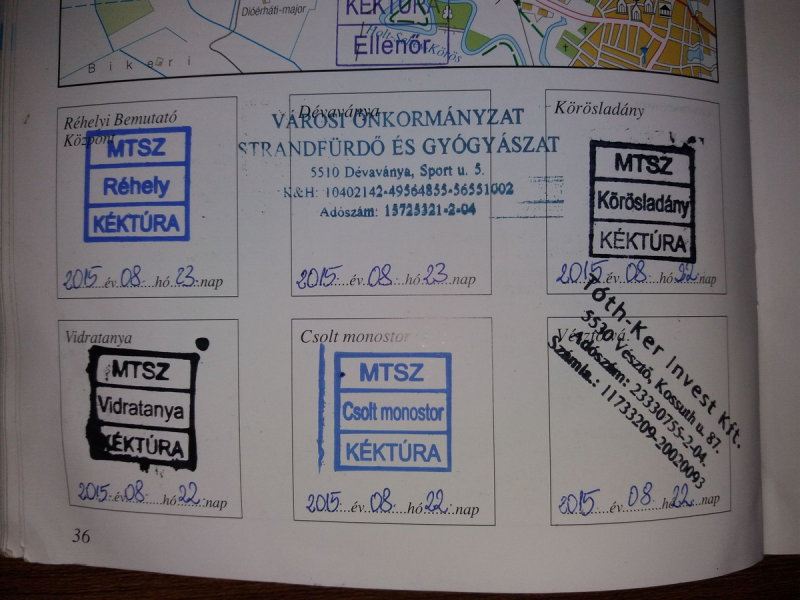 Dióérháti-major
KÉKTÚRA
Ellenőr
Bikeri
Réhelyi Bemutató
Központ
MTSZ
Réhely
KÉKTÚRA
2015 év 08 hó 23 nap
Dévaványa
VÁROSI ÖNKORMÁNYZAT
STRANDFÜRDŐ ÉS GYÓGYÁSZAT
5510 Dévaványa, Sport u. 5.
K&H: 10402142-49564855-56551002
Adószám: 15725321-2-04
2015 év 08 hó 23 nap
Körösladány
MTSZ
Körösladány
KÉKTÚRA
2015 év 08 hó 22 nap
Vidratanya
MTSZ
Vidratanya
KÉKTÚRA
2015 év 08 hó 22 nap
Csolt monostor
MTSZ
Csolt monostor
KÉKTÚRA
2015 év 08 hó 22 nap
Tóth-Ker Invest Kft.
5530 Vésztő, Kossuth u. 87.
Adószám: 23330755-2-04.
Számla.: 11733209-20020093
2015 év 08 hó 22 nap
36